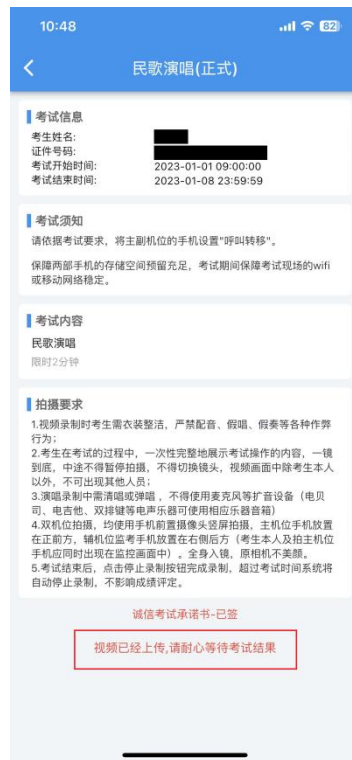 10:48
82
民歌演唱(正式)
考试信息
考生姓名:
证件号码:
考试开始时间: 2023-01-01 09:00:00
考试结束时间: 2023-01-08 23:59:59
考试须知
请依据考试要求，将主副机位的手机设置"呼叫转移"。
保障两部手机的存储空间预留充足，考试期间保障考试现场的wifi
或移动网络稳定。
考试内容
民歌演唱
限时2分钟
拍摄要求
1.视频录制时考生需衣装整洁，严禁配音、假唱、假奏等各种作弊
行为；
2.考生在考试的过程中，一次性完整地展示考试操作的内容，一镜
到底，中途不得暂停拍摄，不得切换镜头，视频画面中除考生本人
以外，不可出现其他人员；
3.演唱录制中需清唱或弹唱 ，不得使用麦克风等扩音设备（电贝
司、电吉他、双排键等电声乐器可使用相应乐器音箱）
4.双机位拍摄，均使用手机前置摄像头竖屏拍摄，主机位手机放置
在正前方，辅机位监考手机放置在右侧后方（考生本人及拍主机位
手机应同时出现在监控画面中）。全身入镜，原相机不美颜。
5.考试结束后，点击停止录制按钮完成录制，超过考试时间系统将
自动停止录制，不影响成绩评定。
诚信考试承诺书-已签
视频已经上传,请耐心等待考试结果